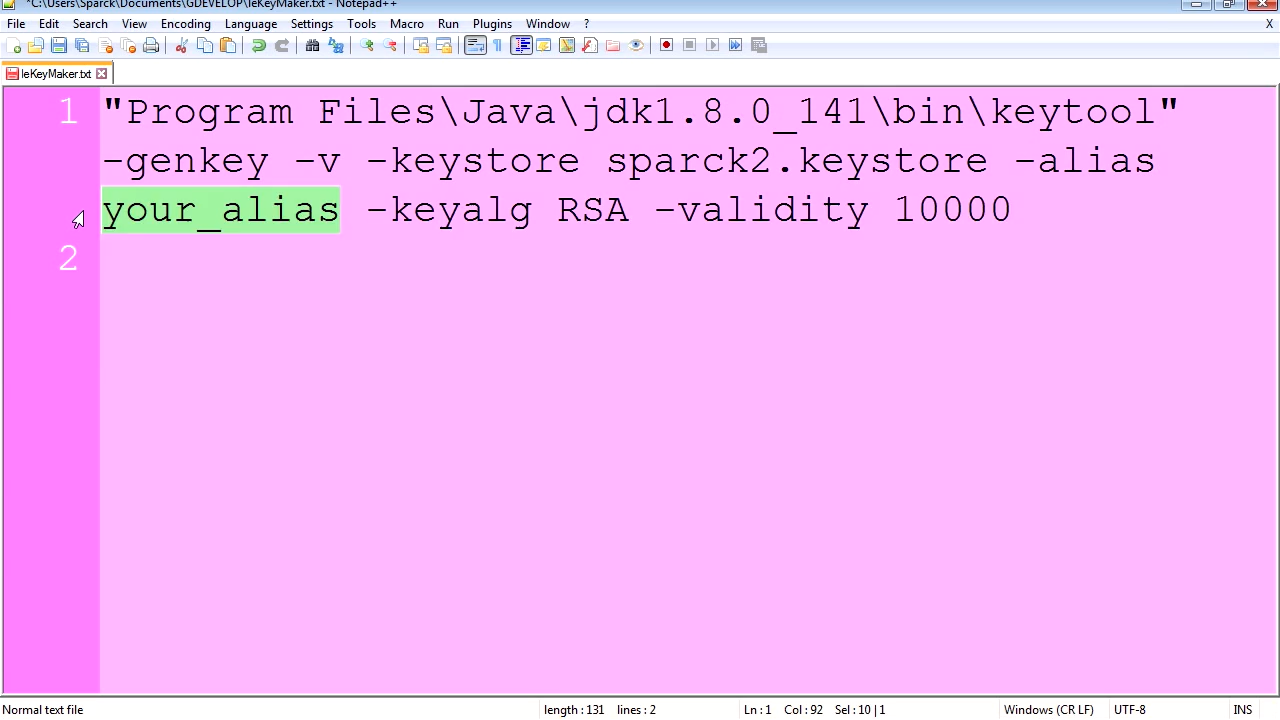 *C:\Users\Sparck\Documents\GDEVELOP\leKeyMaker.txt - Notepad++
File Edit Search View Encoding Language Settings Tools Macro Run Plugins Window ? X
leKeyMaker.txt
1 "Program Files\Java\jdk1.8.0_141\bin\keytool"
-genkey -v -keystore sparck2.keystore -alias
your_alias -keyalg RSA -validity 10000
2
Normal text file length : 131 lines : 2 Ln : 1 Col : 92 Sel : 10 | 1 Windows (CR LF) UTF-8 INS